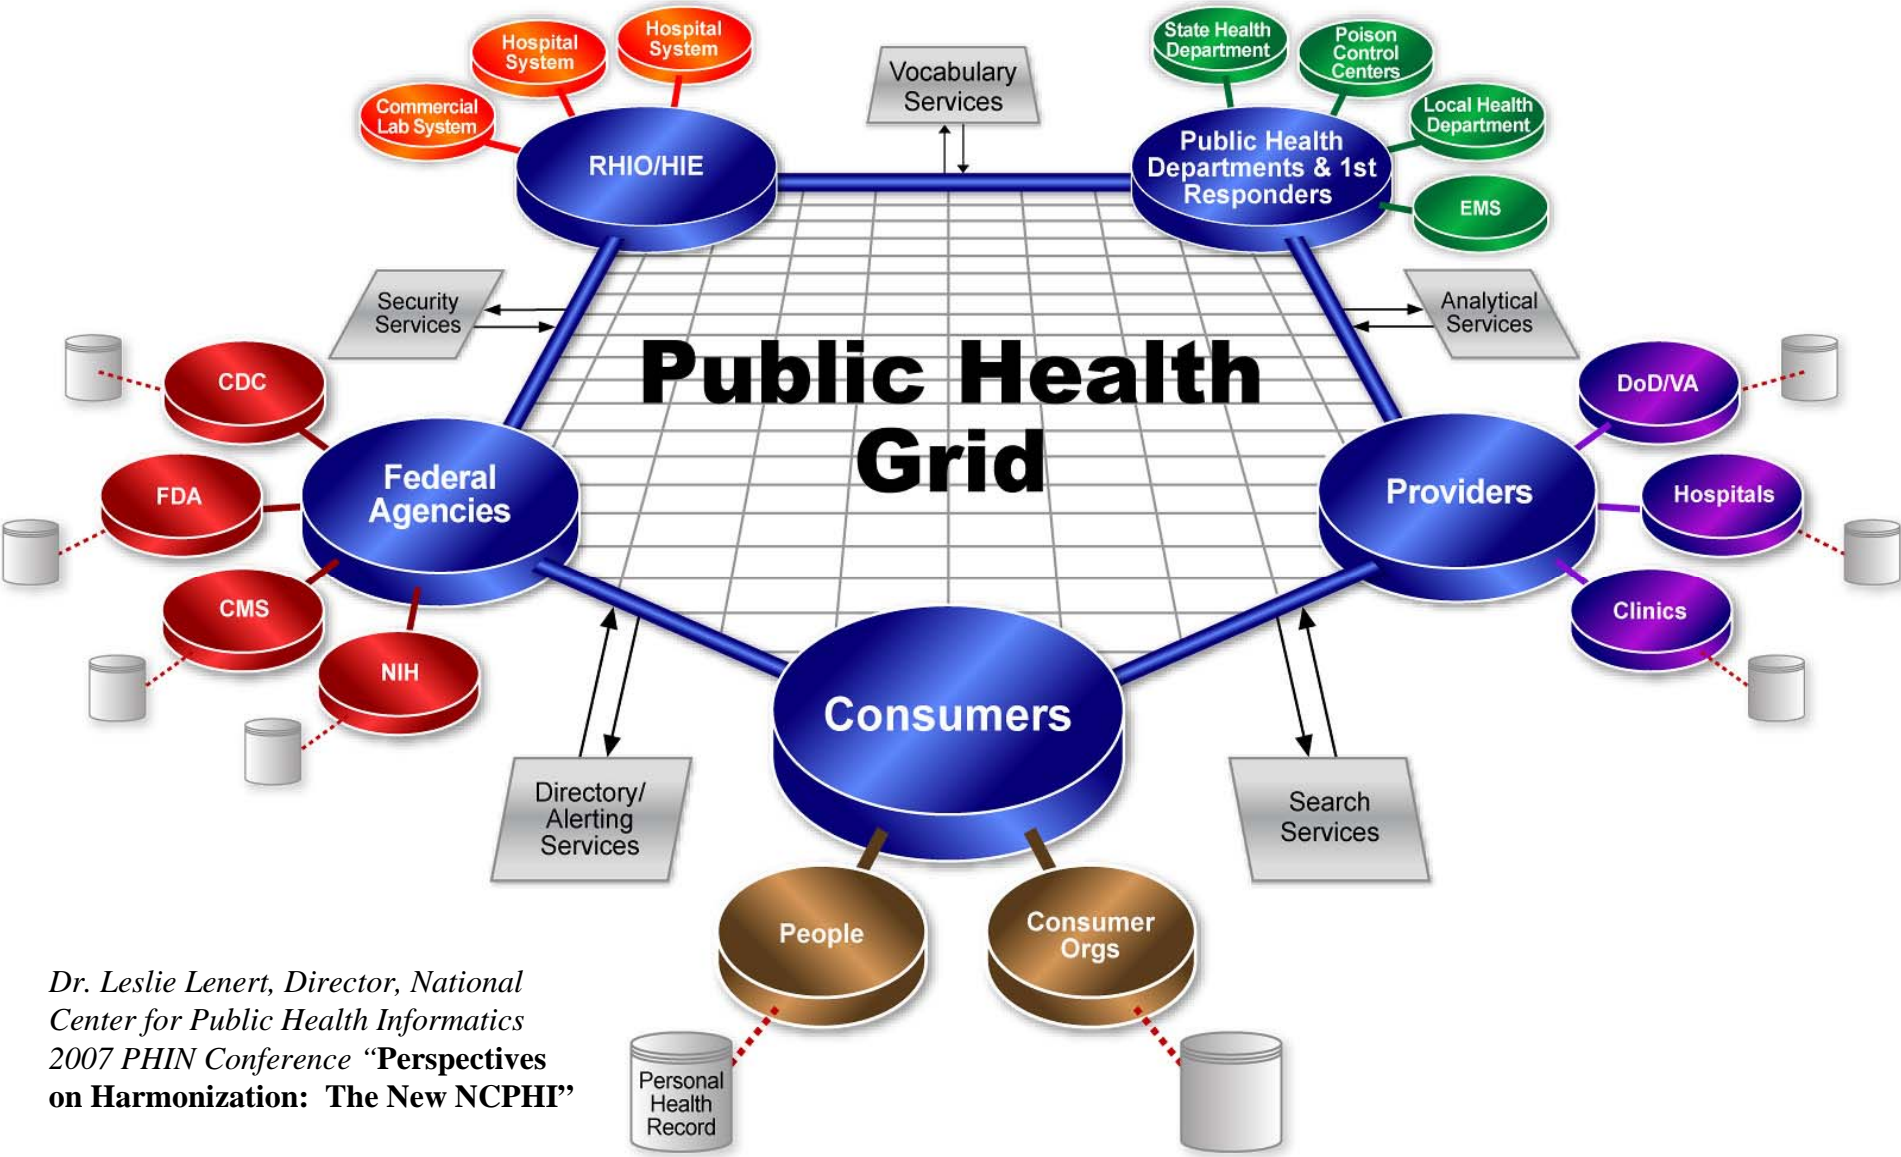 Hospital
System
Hospital
System
Commercial
Lab System
RHIO/HIE
Vocabulary
Services
State Health
Department
Poison
Control
Centers
Local Health
Department
EMS
Public Health
Departments & 1st
Responders
Security
Services
Analytical
Services
Public Health
Grid
CDC
FDA
CMS
NIH
Federal
Agencies
Providers
DoD/VA
Hospitals
Clinics
Consumers
Directory/
Alerting
Services
Search
Services
People
Consumer
Orgs
Personal
Health
Record
Dr. Leslie Lenert, Director, National
Center for Public Health Informatics
2007 PHIN Conference “Perspectives
on Harmonization: The New NCPHI”